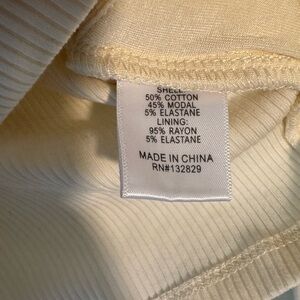 SHELL:
50% COTTON
45% MODAL
5% ELASTANE
LINING:
95% RAYON
5% ELASTANE
MADE IN CHINA
RN#132829